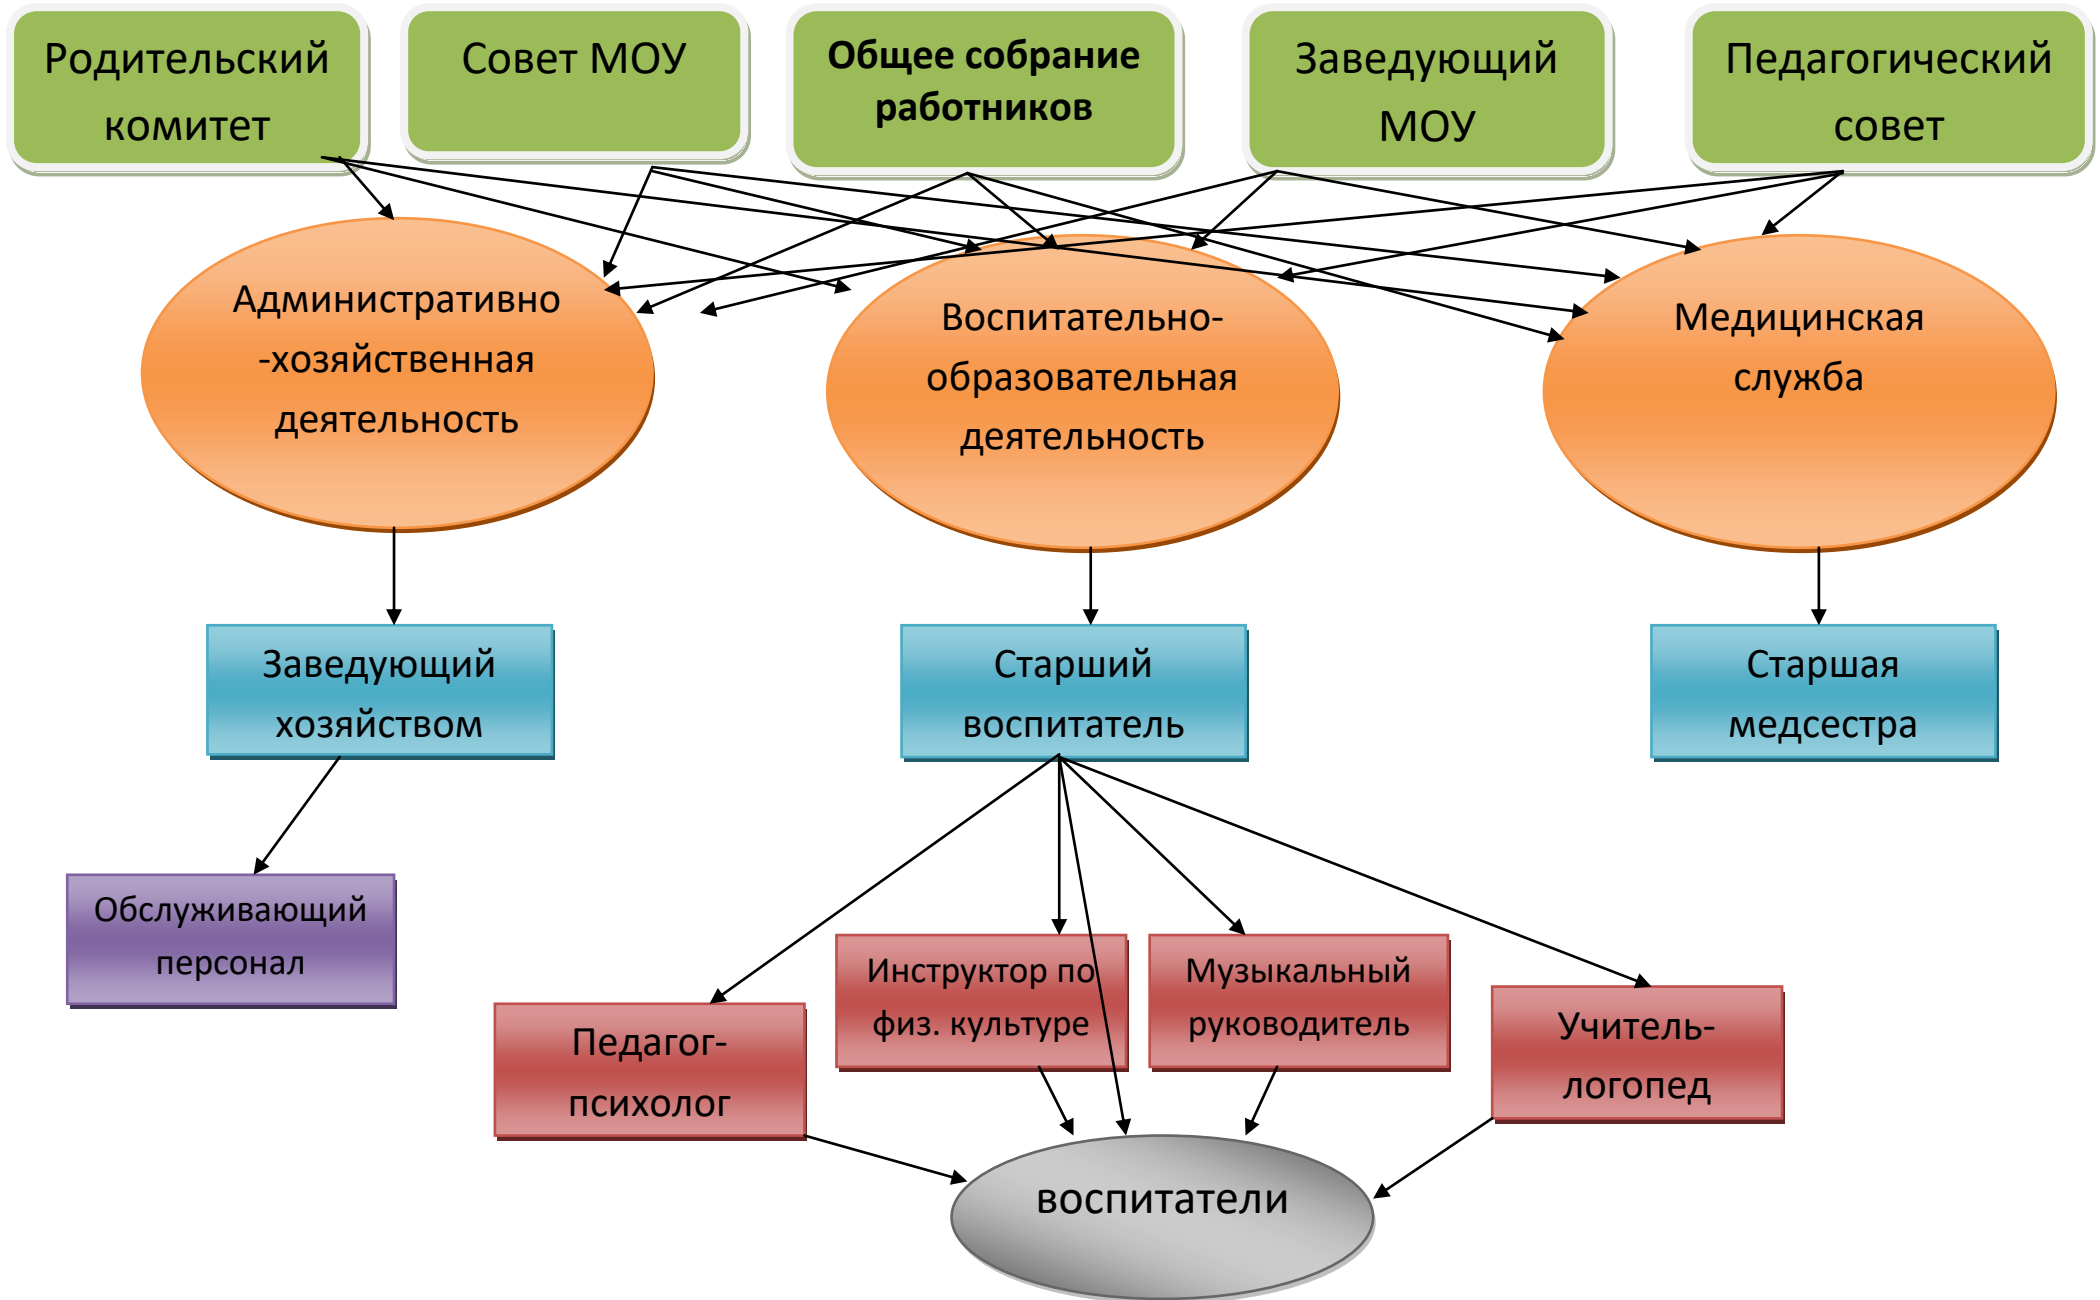 Родительский
комитет
Совет МОУ
Общее собрание
работников
Заведующий
МОУ
Педагогический
совет
Административно
-хозяйственная
деятельность
Воспитательно-
образовательная
деятельность
Медицинская
служба
Заведующий
хозяйством
Старший
воспитатель
Старшая
медсестра
Обслуживающий
персонал
Педагог-
психолог
Инструктор по
физ. культуре
Музыкальный
руководитель
Учитель-
логопед
воспитатели